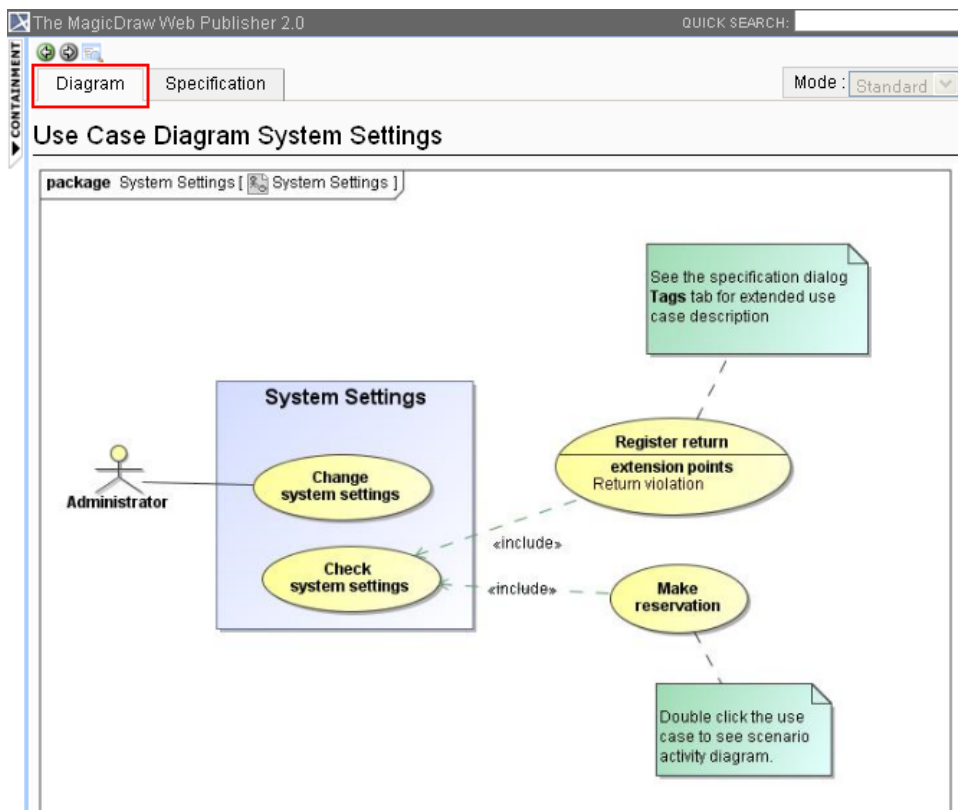 The MagicDraw Web Publisher 2.0
QUICK SEARCH:
CONTAINMENT
Diagram
Specification
Mode :
Standard
Use Case Diagram System Settings
package System Settings [ System Settings ]
See the specification dialog
Tags tab for extended use
case description
System Settings
Register return
extension points
Return violation
Change
system settings
Administrator
«include»
Check
system settings
«include»
Make
reservation
Double click the use
case to see scenario
activity diagram.